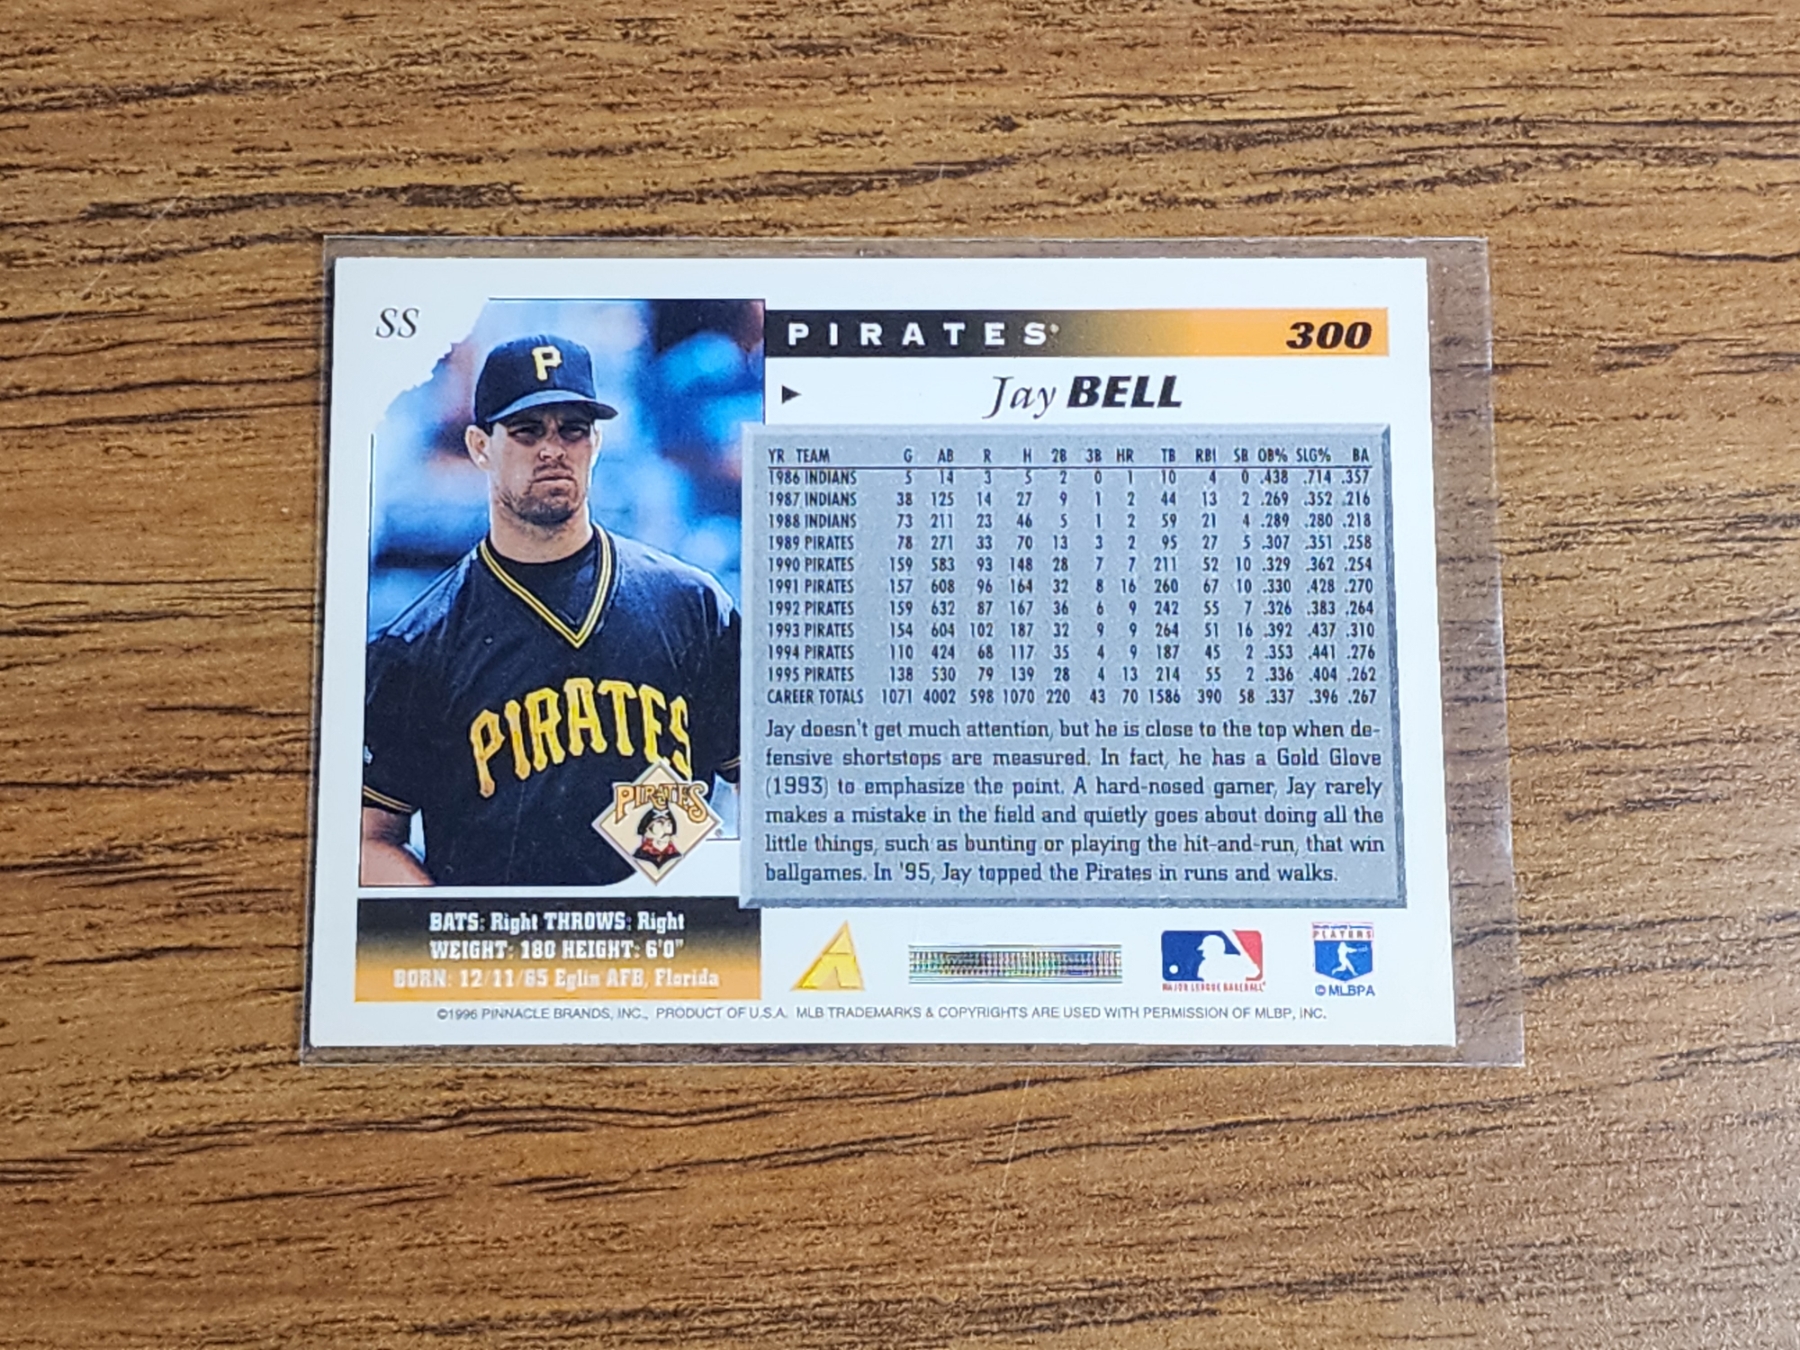 SS
P
PIRATES
PIRATES
PIRATES 300
Jay BELL
YR TEAM G AB R H 2B 3B HR TB RBI SB OB% SLG% BA
1986 INDIANS 5 14 3 5 2 0 1 10 4 0 .438 .714 .357
1987 INDIANS 38 125 14 27 9 1 2 44 13 2 .269 .352 .216
1988 INDIANS 73 211 23 46 5 1 2 59 21 4 .289 .280 .218
1989 PIRATES 78 271 33 70 13 3 2 95 27 5 .307 .351 .258
1990 PIRATES 159 583 93 148 28 7 7 211 52 10 .329 .362 .254
1991 PIRATES 157 608 96 164 32 8 16 260 67 10 .330 .428 .270
1992 PIRATES 159 632 87 167 36 6 9 242 55 7 .326 .383 .264
1993 PIRATES 154 604 102 187 32 9 9 264 51 16 .392 .437 .310
1994 PIRATES 110 424 68 117 35 4 9 187 45 2 .353 .441 .276
1995 PIRATES 138 530 79 139 28 4 13 214 55 2 .336 .404 .262
CAREER TOTALS 1071 4002 598 1070 220 43 70 1586 390 58 .337 .396 .267
Jay doesn't get much attention, but he is close to the top when de-
fensive shortstops are measured. In fact, he has a Gold Glove
(1993) to emphasize the point. A hard-nosed gamer, Jay rarely
makes a mistake in the field and quietly goes about doing all the
little things, such as bunting or playing the hit-and-run, that win
ballgames. In '95, Jay topped the Pirates in runs and walks.
BATS: Right THROWS: Right
WEIGHT: 180 HEIGHT: 6'0"
BORN: 12/11/65 Eglin AFB, Florida
MAJOR LEAGUE BASEBALL
PLAYERS
©MLBPA
©1996 PINNACLE BRANDS, INC., PRODUCT OF U.S.A. MLB TRADEMARKS & COPYRIGHTS ARE USED WITH PERMISSION OF MLBP, INC.